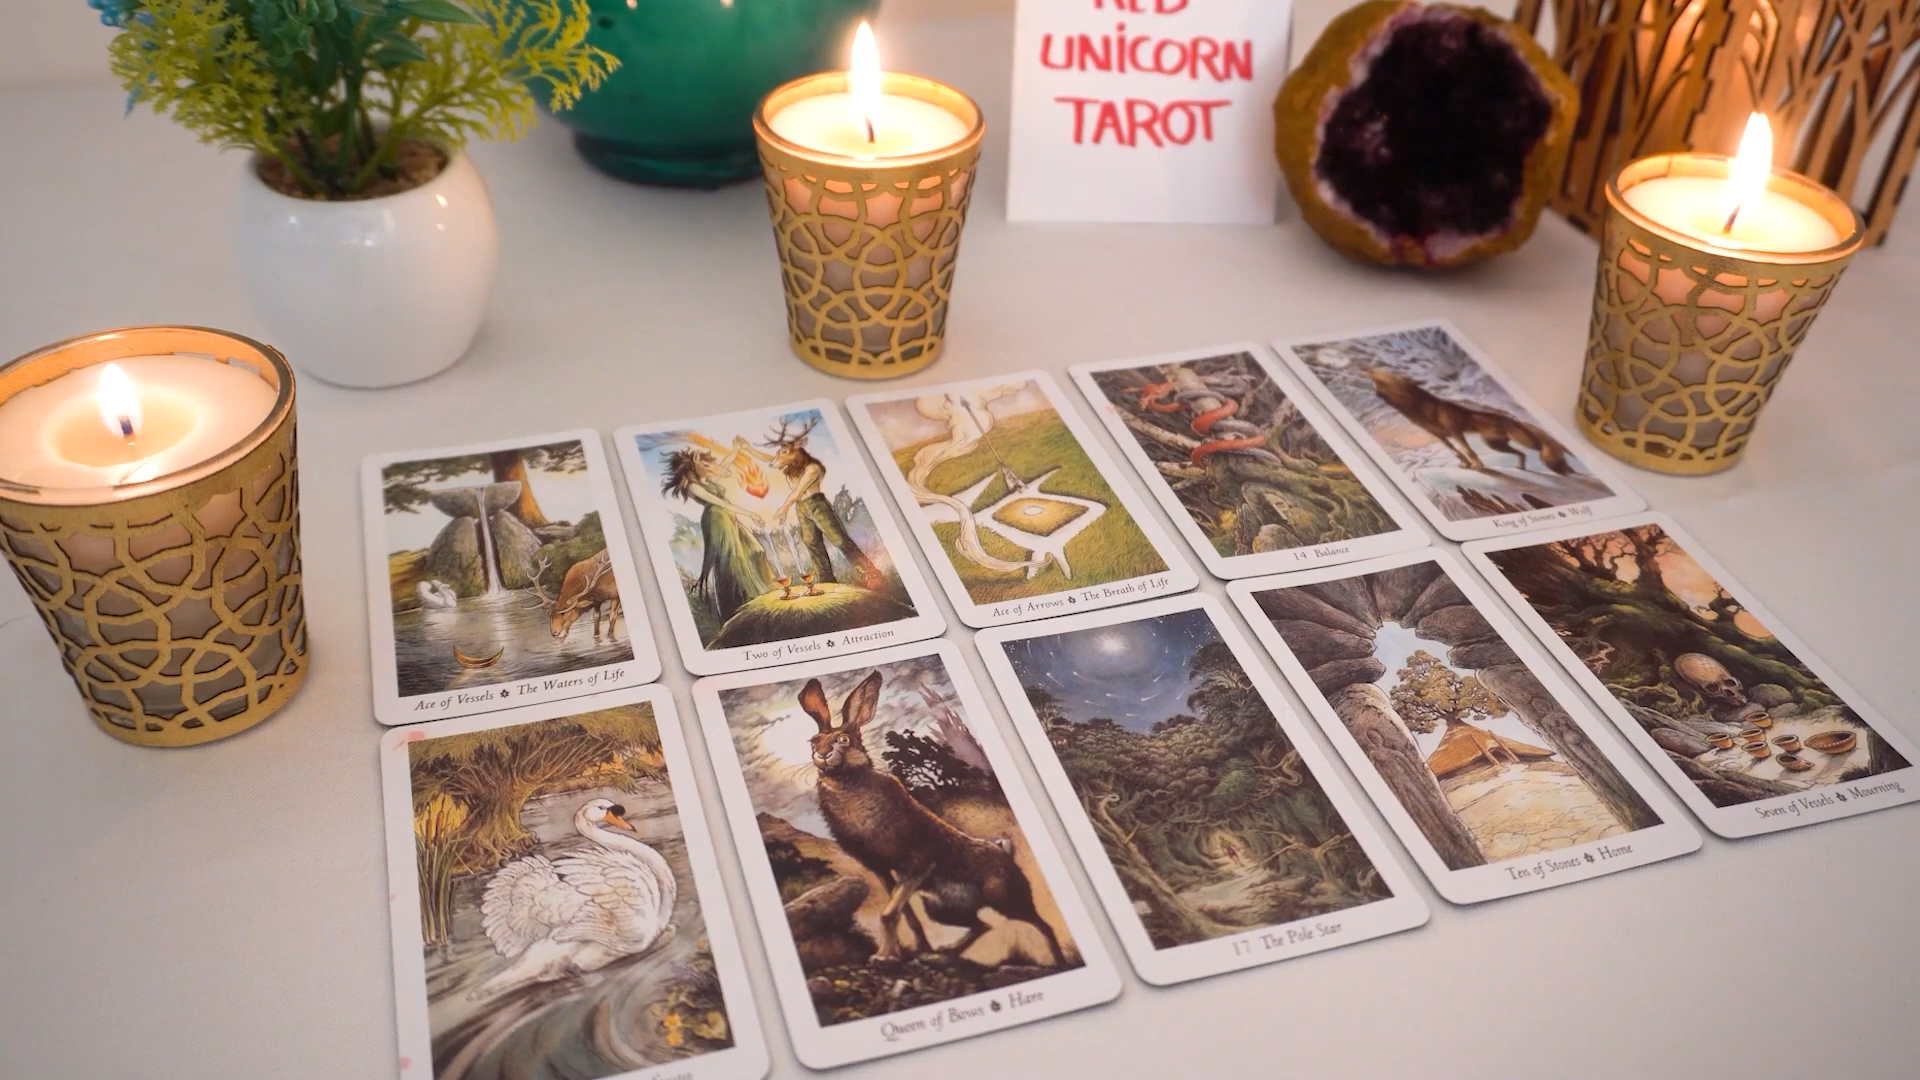 RED
UNiCORN
TAROT
Ace of Vessels The Waters of Life
Two of Vessels Attraction
Ace of Arrows The Breath of Life
14 Balance
King of Stones Wolf
Queen of Bows Hare
17 The Pole Star
Ten of Stones Home
Seven of Vessels Mourning